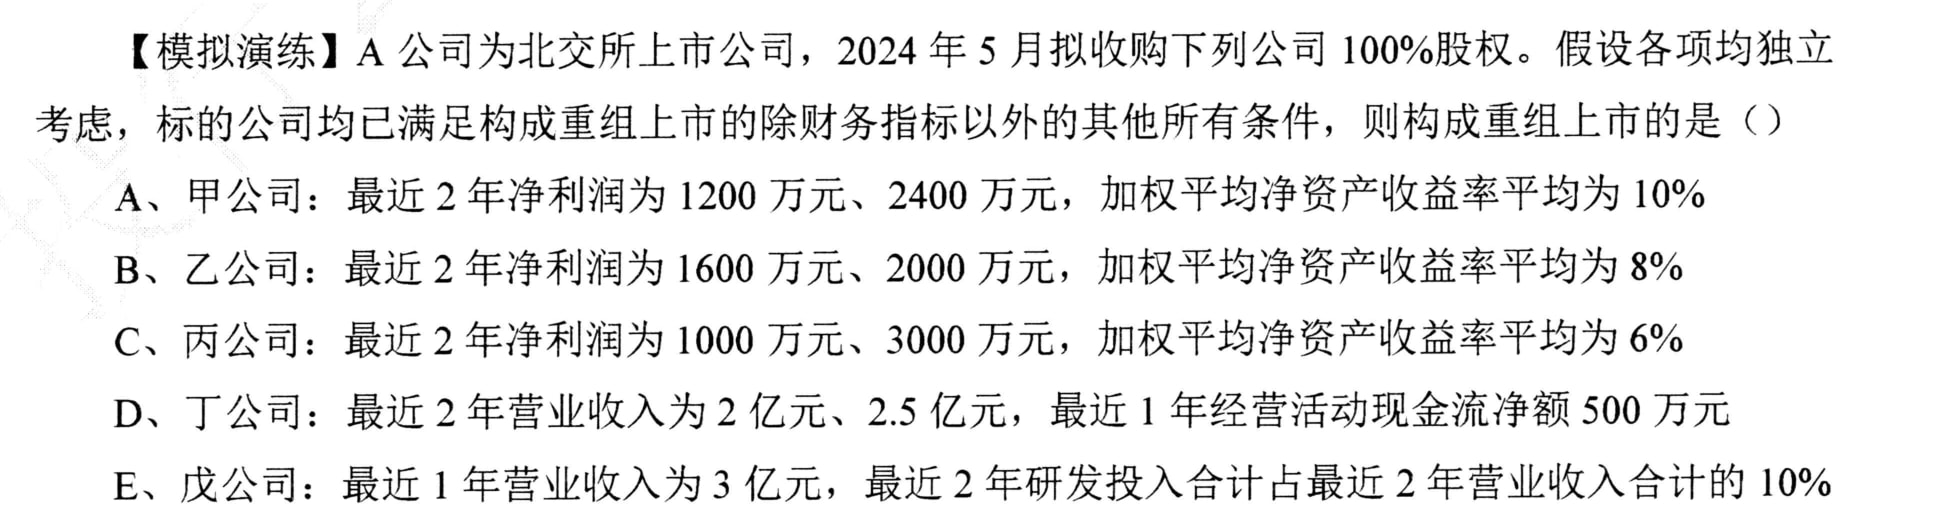 【模拟演练】A 公司为北交所上市公司，2024 年 5 月拟收购下列公司 100%股权。假设各项均独立
考虑，标的公司均已满足构成重组上市的除财务指标以外的其他所有条件，则构成重组上市的是（）
A、甲公司：最近 2 年净利润为 1200 万元、2400 万元，加权平均净资产收益率平均为 10%
B、乙公司：最近 2 年净利润为 1600 万元、2000 万元，加权平均净资产收益率平均为 8%
C、丙公司：最近 2 年净利润为 1000 万元、3000 万元，加权平均净资产收益率平均为 6%
D、丁公司：最近 2 年营业收入为 2 亿元、2.5 亿元，最近 1 年经营活动现金流净额 500 万元
E、戊公司：最近 1 年营业收入为 3 亿元，最近 2 年研发投入合计占最近 2 年营业收入合计的 10%